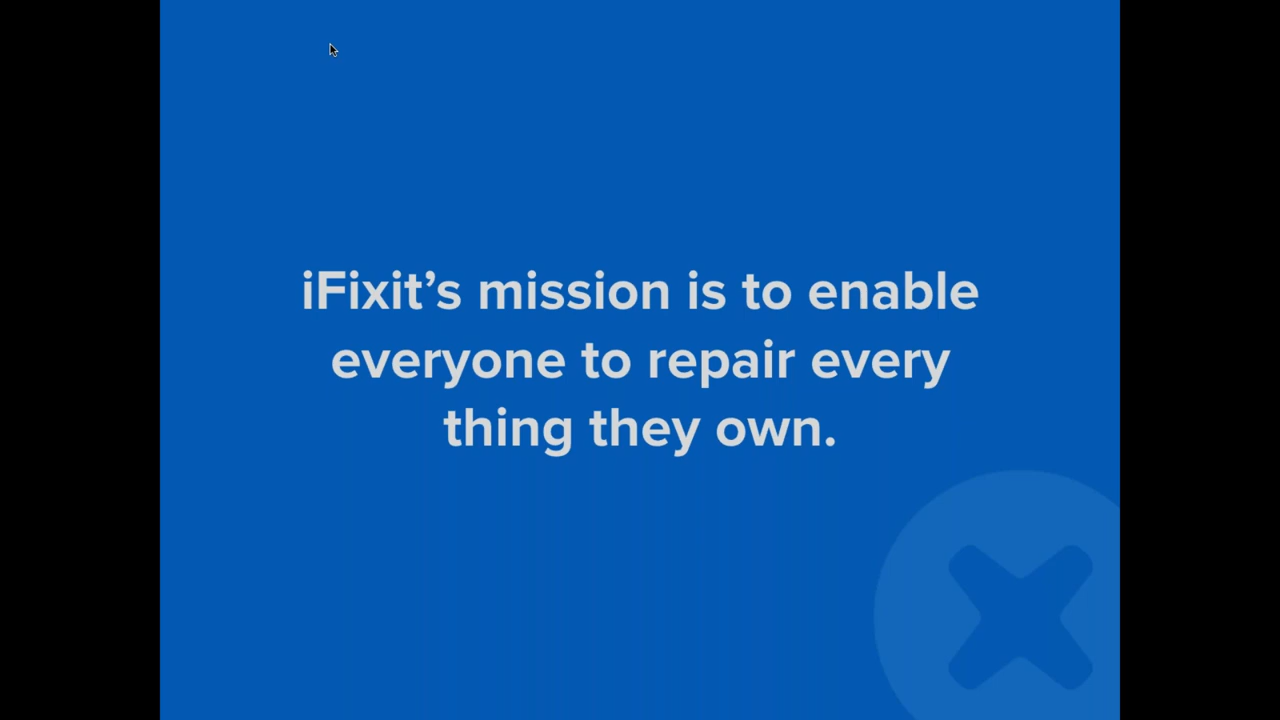 iFixit’s mission is to enable
everyone to repair every
thing they own.